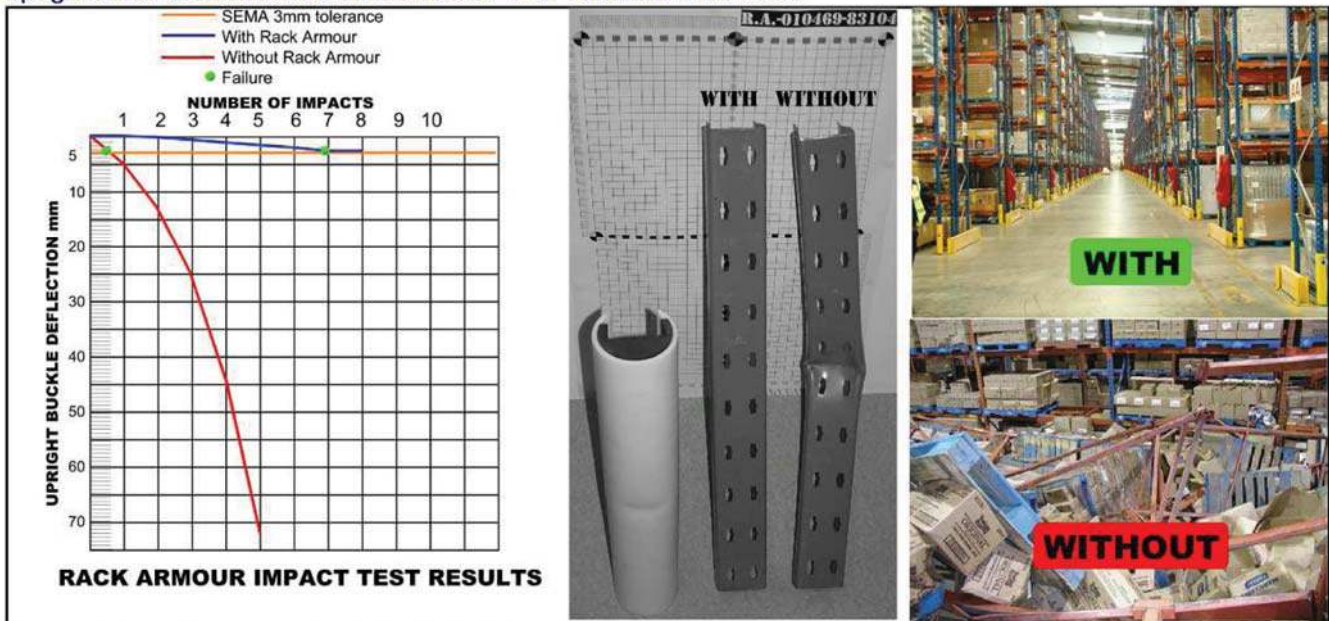 SEMA 3mm tolerance
With Rack Armour
Without Rack Armour
Failure
NUMBER OF IMPACTS
1 2 3 4 5 6 7 8 9 10
UPRIGHT BUCKLE DEFLECTION mm
5
10
20
30
40
50
60
70
RACK ARMOUR IMPACT TEST RESULTS
R.A.-010469-83104
WITH WITHOUT
WITH
WITHOUT